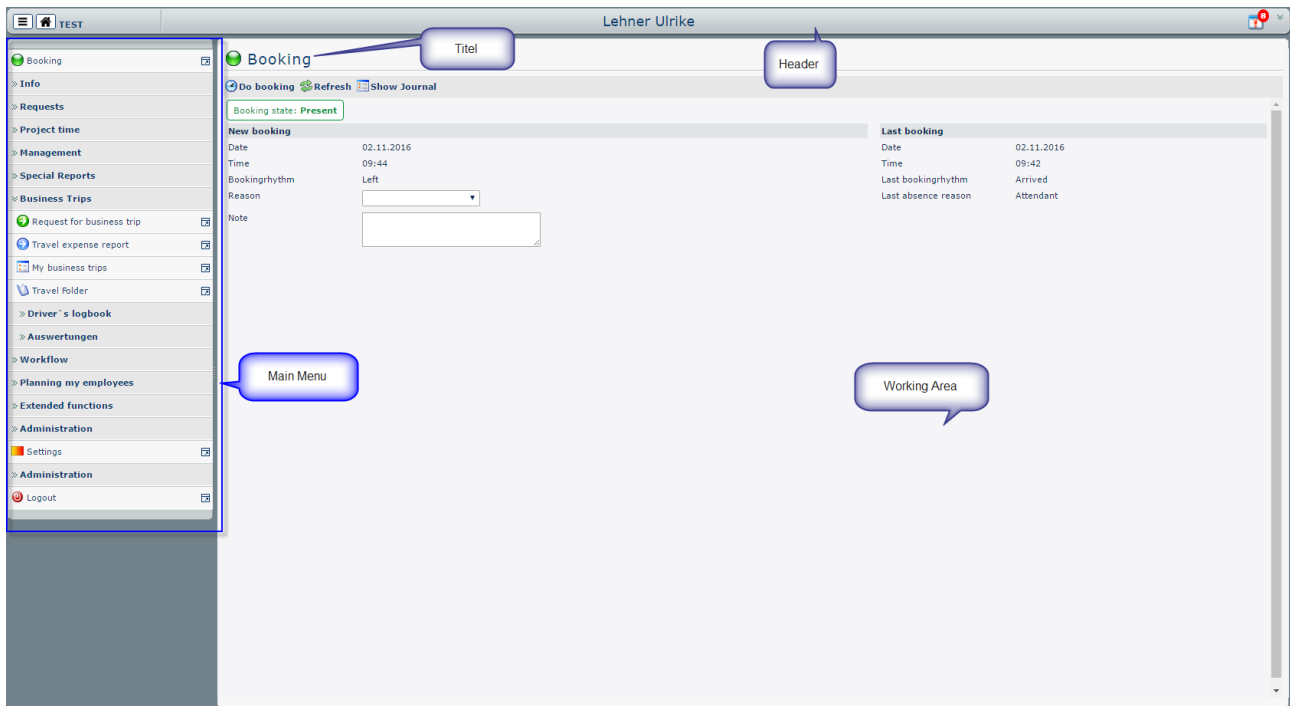 TEST
Lehner Ulrike
8
Titel
Header
Booking
» Info
» Requests
» Project time
» Management
» Special Reports
Business Trips
Request for business trip
Travel expense report
My business trips
Travel Folder
» Driver`s logbook
» Auswertungen
» Workflow
» Planning my employees
» Extended functions
» Administration
Settings
» Administration
Logout
Main Menu
Booking
Do booking Refresh Show Journal
Booking state: Present
New booking
Date 02.11.2016
Time 09:44
Bookingrhythm Left
Reason
Note
Last booking
Date 02.11.2016
Time 09:42
Last bookingrhythm Arrived
Last absence reason Attendant
Working Area